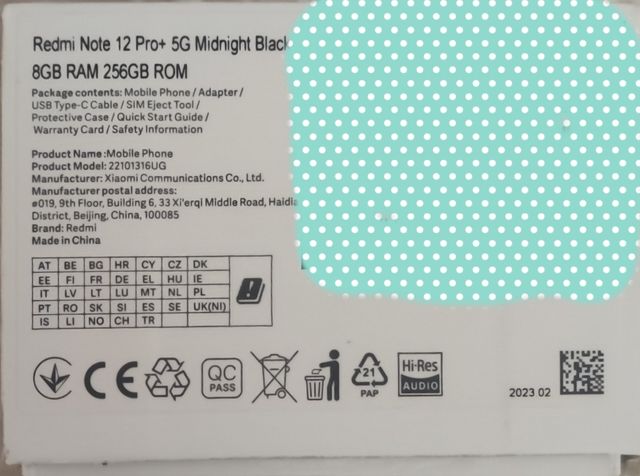 Redmi Note 12 Pro+ 5G Midnight Black
8GB RAM 256GB ROM
Package contents: Mobile Phone / Adapter /
USB Type-C Cable / SIM Eject Tool /
Protective Case / Quick Start Guide /
Warranty Card / Safety Information
Product Name :Mobile Phone
Product Model: 22101316UG
Manufacturer: Xiaomi Communications Co., Ltd.
Manufacturer postal address:
#019, 9th Floor, Building 6, 33 Xi'erqi Middle Road,
District, Beijing, China, 100085
Brand: Redmi
Made in China
AT BE BG HR CY CZ DK
EE FI FR DE EL HU IE
IT LV LT LU MT NL PL
PT RO SK SI ES SE UK(NI)
IS LI NO CH TR
CE
QC
PASS
21
PAP
Hi-Res
AUDIO
2023 02